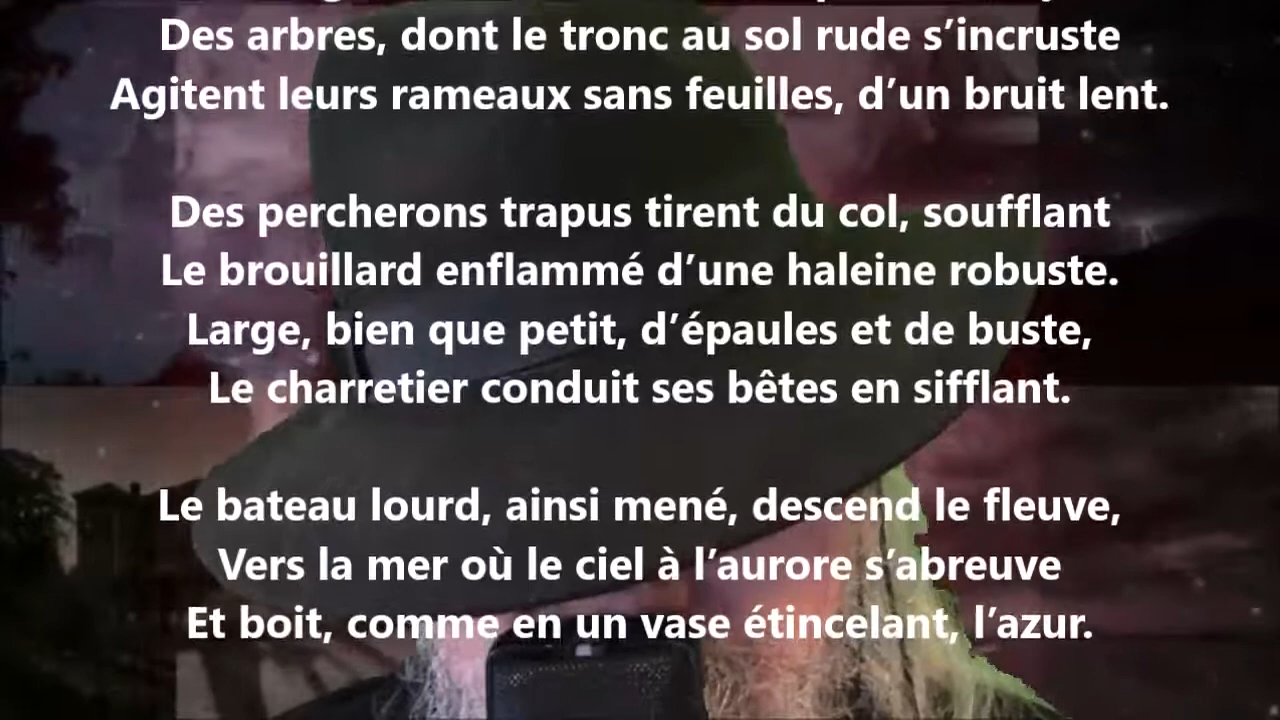 Des arbres, dont le tronc au sol rude s’incruste
Agitent leurs rameaux sans feuilles, d’un bruit lent.
Des percherons trapus tirent du col, soufflant
Le brouillard enflammé d’une haleine robuste.
Large, bien que petit, d’épaules et de buste,
Le charretier conduit ses bêtes en sifflant.
Le bateau lourd, ainsi mené, descend le fleuve,
Vers la mer où le ciel à l’aurore s’abreuve
Et boit, comme en un vase étincelant, l’azur.